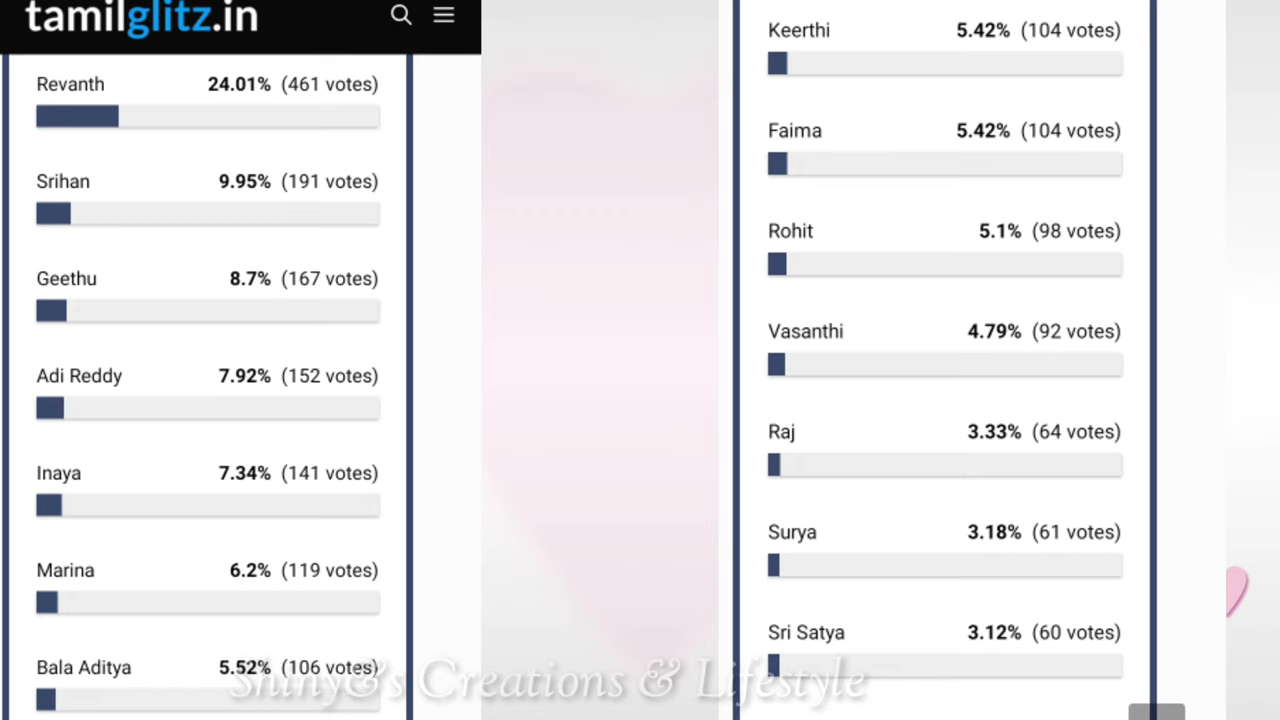 tamilglitz.in
Revanth 24.01% (461 votes)
Srihan 9.95% (191 votes)
Geethu 8.7% (167 votes)
Adi Reddy 7.92% (152 votes)
Inaya 7.34% (141 votes)
Marina 6.2% (119 votes)
Bala Aditya 5.52% (106 votes)
Keerthi 5.42% (104 votes)
Faima 5.42% (104 votes)
Rohit 5.1% (98 votes)
Vasanthi 4.79% (92 votes)
Raj 3.33% (64 votes)
Surya 3.18% (61 votes)
Sri Satya 3.12% (60 votes)
Shiny&'s Creations & Lifestyle